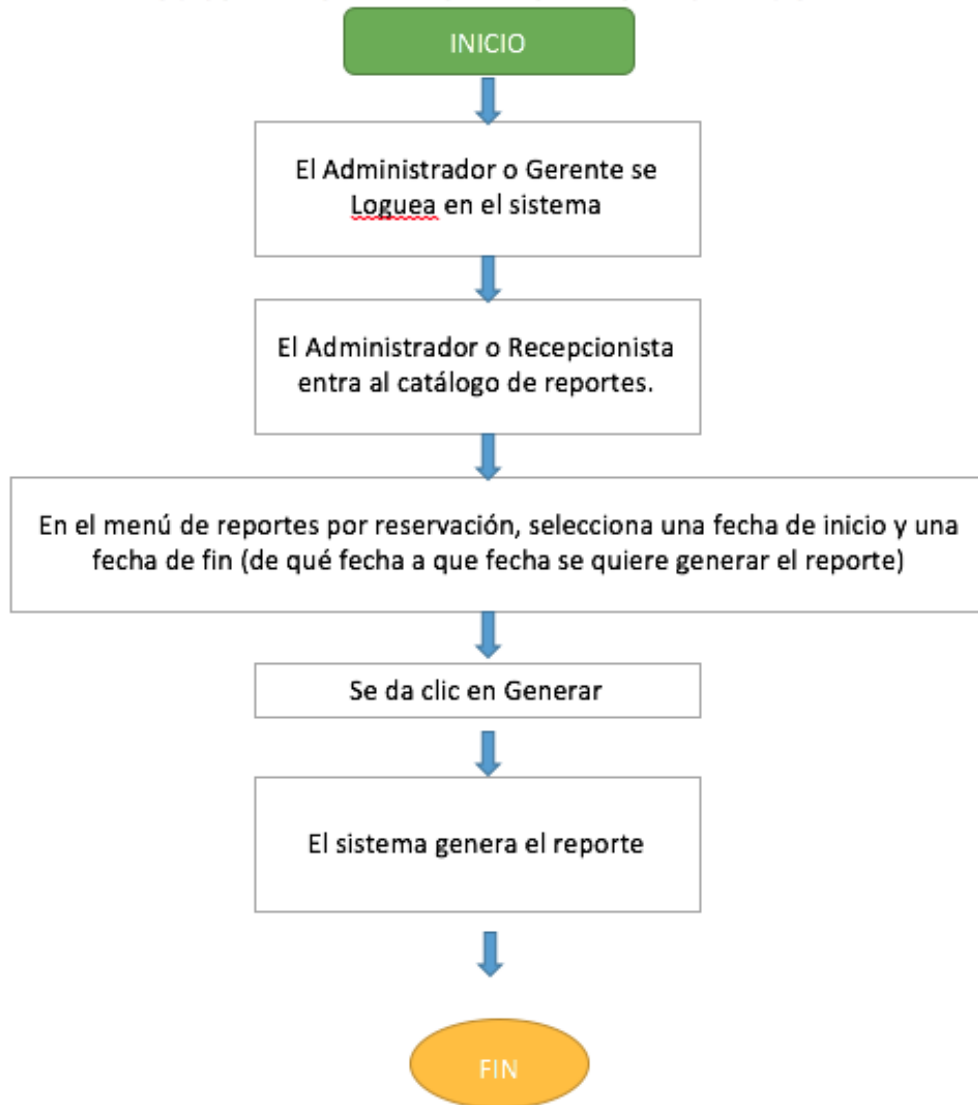 INICIO
El Administrador o Gerente se
Loguea en el sistema
El Administrador o Recepcionista
entra al catálogo de reportes.
En el menú de reportes por reservación, selecciona una fecha de inicio y una
fecha de fin (de qué fecha a que fecha se quiere generar el reporte)
Se da clic en Generar
El sistema genera el reporte
FIN